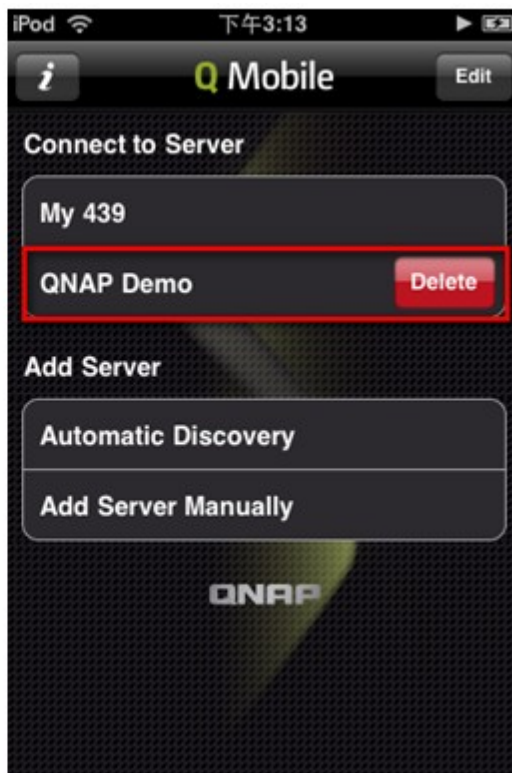 iPod 下午3:13
i Q Mobile Edit
Connect to Server
My 439
QNAP Demo Delete
Add Server
Automatic Discovery
Add Server Manually
QNAP